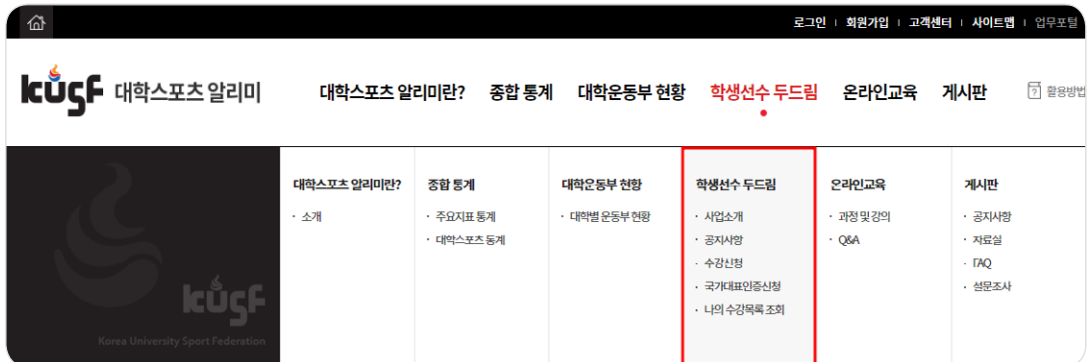 로그인 | 회원가입 | 고객센터 | 사이트맵 | 업무포털
kusf 대학스포츠 알리미
대학스포츠 알리미란? 종합 통계 대학운동부 현황 학생선수 두드림 온라인교육 게시판 ? 활용방법
대학스포츠 알리미란?
· 소개
종합 통계
· 주요지표 통계
· 대학스포츠 통계
대학운동부 현황
· 대학별 운동부 현황
학생선수 두드림
· 사업소개
· 공지사항
· 수강신청
· 국가대표인증신청
· 나의 수강목록 조회
온라인교육
· 과정 및 강의
· Q&A
게시판
· 공지사항
· 자료실
· FAQ
· 설문조사
kusf
Korea University Sport Federation